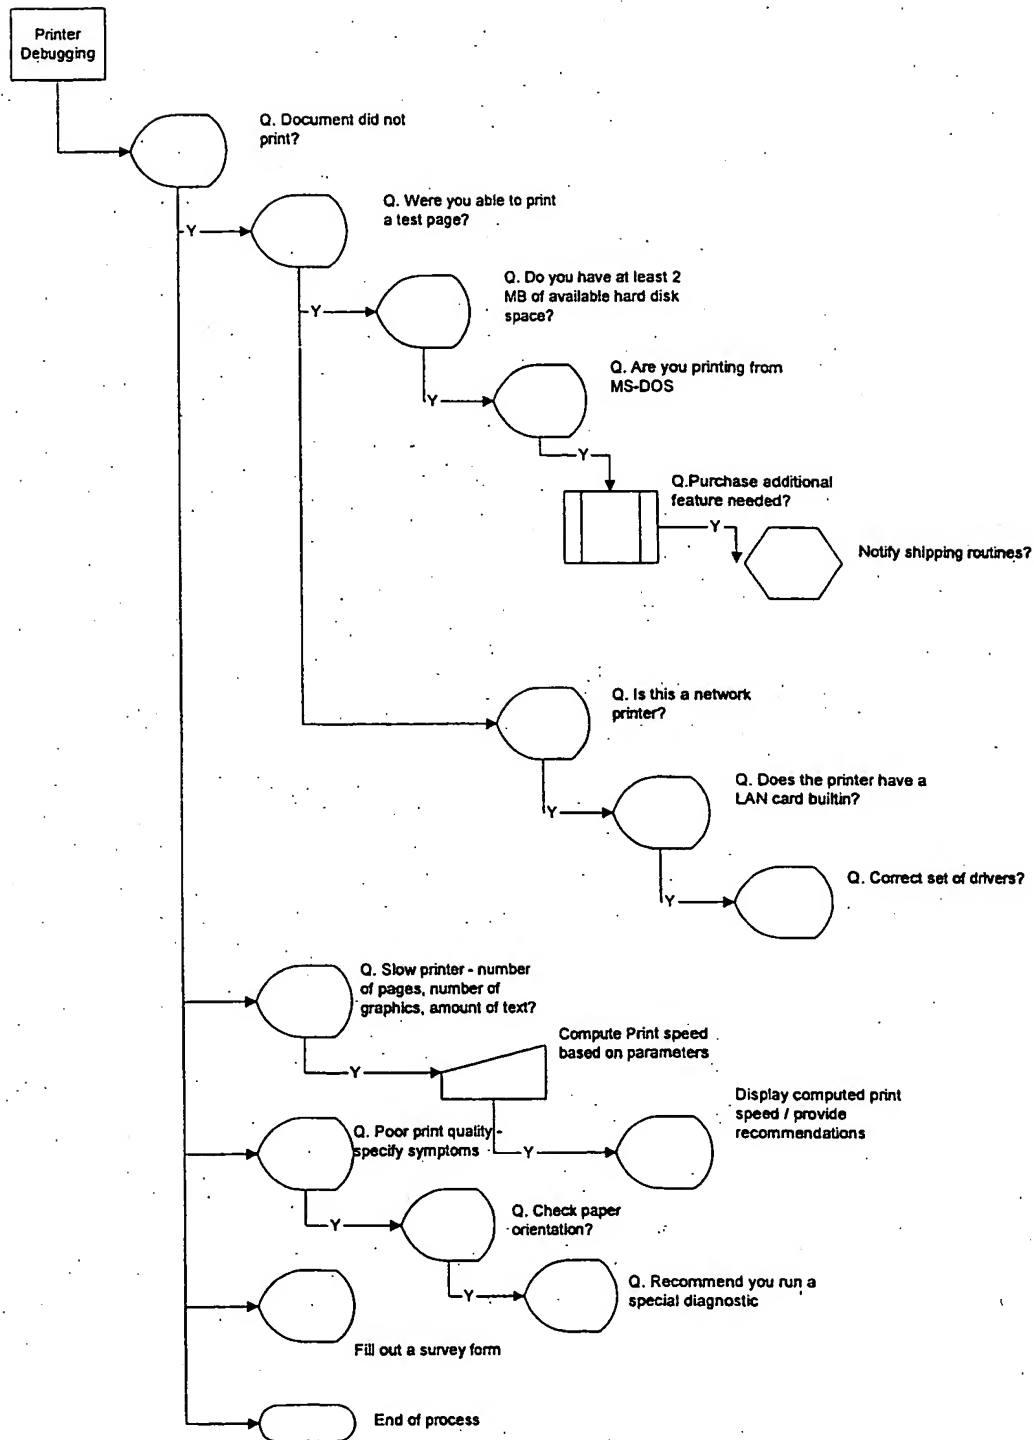 Printer
Debugging
Q. Document did not
print?
Y
Q. Were you able to print
a test page?
Y
Q. Do you have at least 2
MB of available hard disk
space?
Y
Q. Are you printing from
MS-DOS
Y
Q.Purchase additional
feature needed?
Y
Notify shipping routines?
Q. Is this a network
printer?
Y
Q. Does the printer have a
LAN card builtin?
Y
Q. Correct set of drivers?
Q. Slow printer - number
of pages, number of
graphics, amount of text?
Y
Compute Print speed
based on parameters
Y
Display computed print
speed / provide
recommendations
Q. Poor print quality -
specify symptoms
Y
Q. Check paper
orientation?
Y
Q. Recommend you run a
special diagnostic
Fill out a survey form
End of process